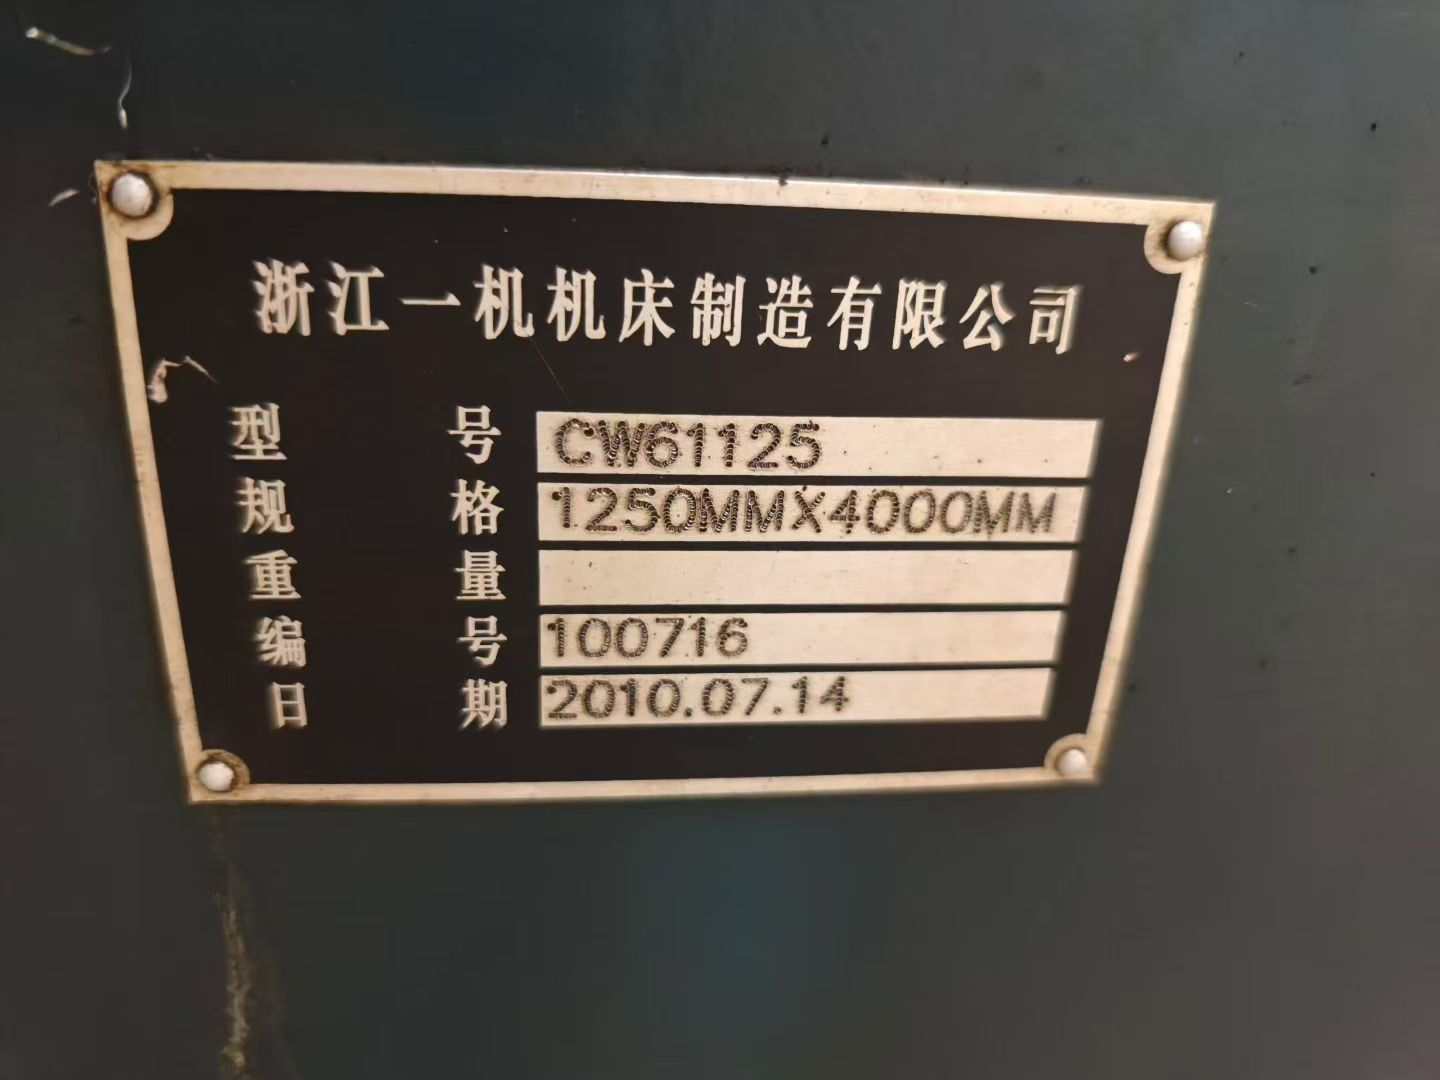 浙江一机机床制造有限公司
型号 CW61125
规格 1250MMX4000MM
重量
编号 100716
日期 2010.07.14